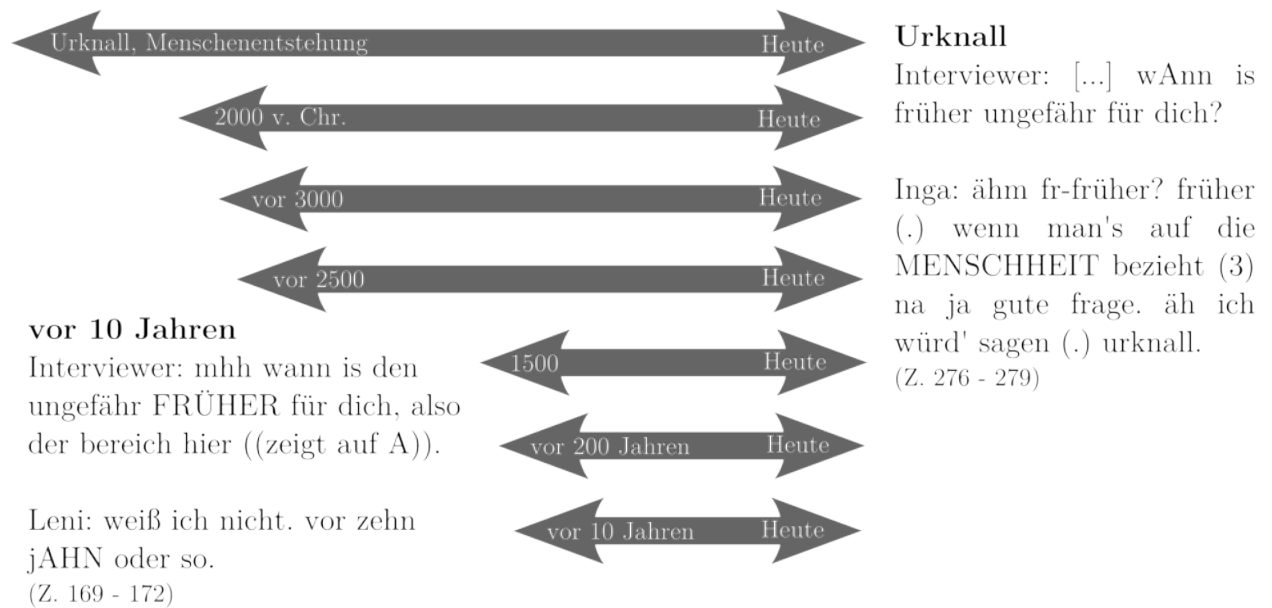 Urknall, Menschenentstehung Heute
2000 v. Chr. Heute
vor 3000 Heute
vor 2500 Heute
1500 Heute
vor 200 Jahren Heute
vor 10 Jahren Heute
Urknall
Interviewer: [...] wAnn is
früher ungefähr für dich?
Inga: ähm fr-früher? früher
(.) wenn man's auf die
MENSCHHEIT bezieht (3)
na ja gute frage. äh ich
würd' sagen (.) urknall.
(Z. 276 - 279)
vor 10 Jahren
Interviewer: mhh wann is den
ungefähr FRÜHER für dich, also
der bereich hier ((zeigt auf A)).
Leni: weiß ich nicht. vor zehn
jAHN oder so.
(Z. 169 - 172)